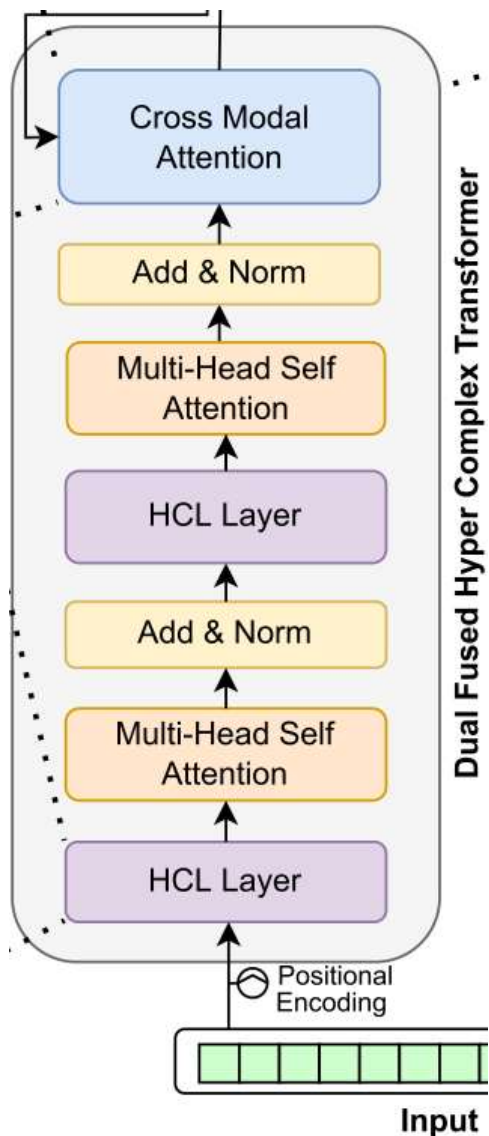 Cross Modal
Attention
Add & Norm
Multi-Head Self
Attention
HCL Layer
Add & Norm
Multi-Head Self
Attention
HCL Layer
Positional
Encoding
Input
Dual Fused Hyper Complex Transformer